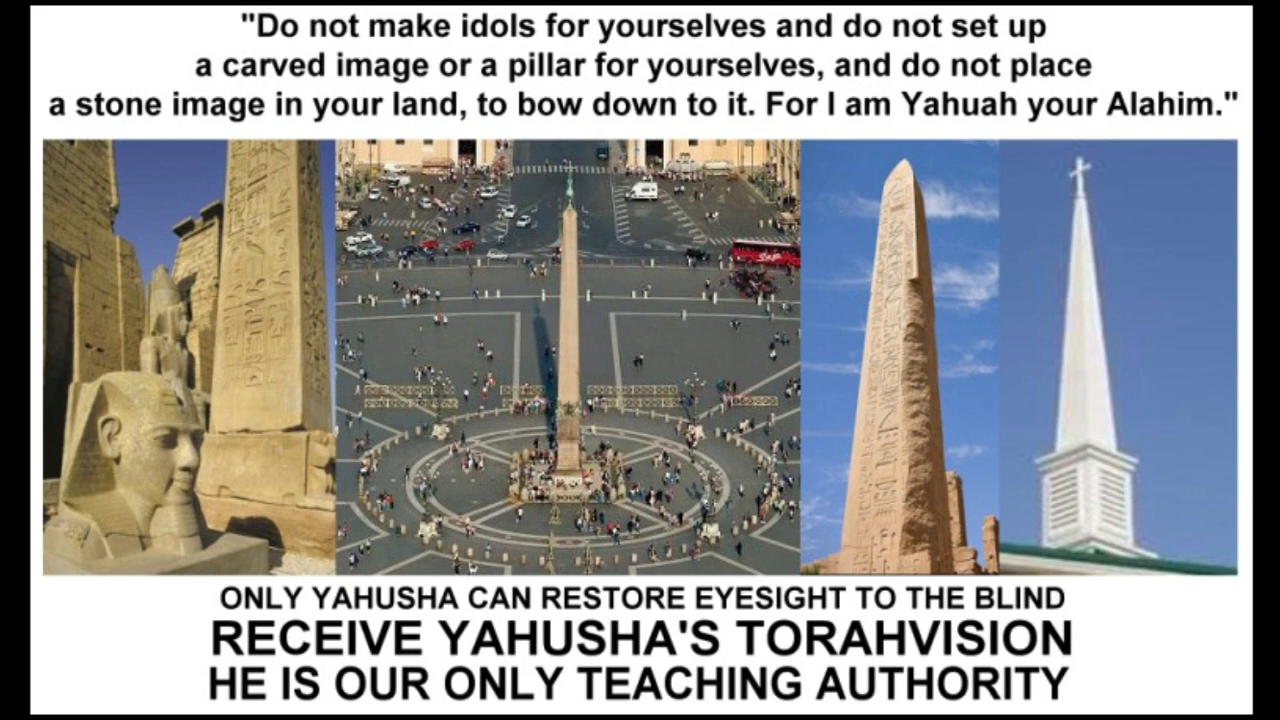 "Do not make idols for yourselves and do not set up
a carved image or a pillar for yourselves, and do not place
a stone image in your land, to bow down to it. For I am Yahuah your Alahim."
ONLY YAHUSHA CAN RESTORE EYESIGHT TO THE BLIND
RECEIVE YAHUSHA'S TORAHVISION
HE IS OUR ONLY TEACHING AUTHORITY